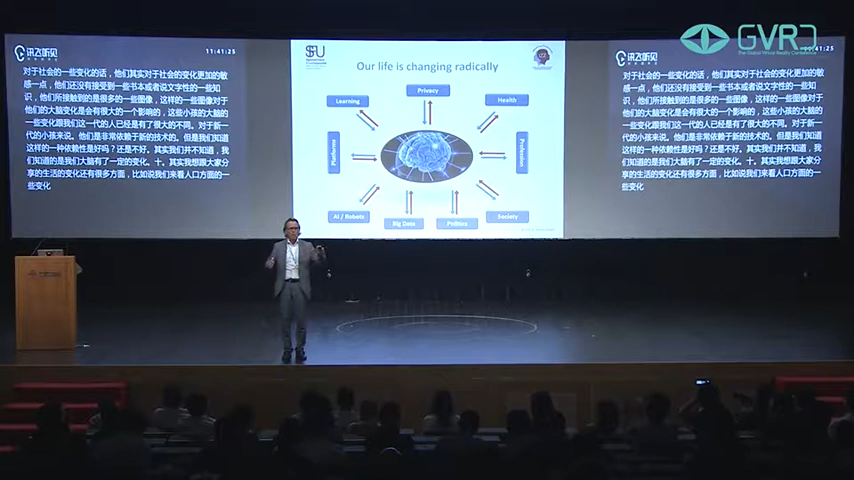 讯飞听见
11:41:25
对于社会的一些变化的话，他们其实对于社会的变化更加的敏
感一点，他们还没有接受到一些书本或者说文字性的一些知
识，他们所接触到的是很多的一些图像，这样的一些图像对于
他们的大脑变化是会有很大的一个影响的，这些小孩的大脑的
一些变化跟我们这一代的人已经是有了很大的不同。对于新一
代的小孩来说。他们是非常依赖于新的技术的。但是我们知道
这样的一种依赖性是好吗？还是不好。其实我们并不知道，我
们知道的是我们大脑有了一定的变化、十。其实我想跟大家分
享的生活的变化还有很多方面，比如说我们来看人口方面的一
些变化
SFU
Our life is changing radically
Learning
Privacy
Health
Platforms
Profession
AI / Robots
Big Data
Politics
Society
GVRC
The Global Virtual Reality Conference
讯飞听见
41:25
对于社会的一些变化的话，他们其实对于社会的变化更加的敏
感一点，他们还没有接受到一些书本或者说文字性的一些知
识，他们所接触到的是很多的一些图像，这样的一些图像对于
他们的大脑变化是会有很大的一个影响的，这些小孩的大脑的
一些变化跟我们这一代的人已经是有了很大的不同。对于新一
代的小孩来说。他们是非常依赖于新的技术的。但是我们知道
这样的一种依赖性是好吗？还是不好。其实我们并不知道，我
们知道的是我们大脑有了一定的变化、十。其实我想跟大家分
享的生活的变化还有很多方面，比如说我们来看人口方面的一
些变化